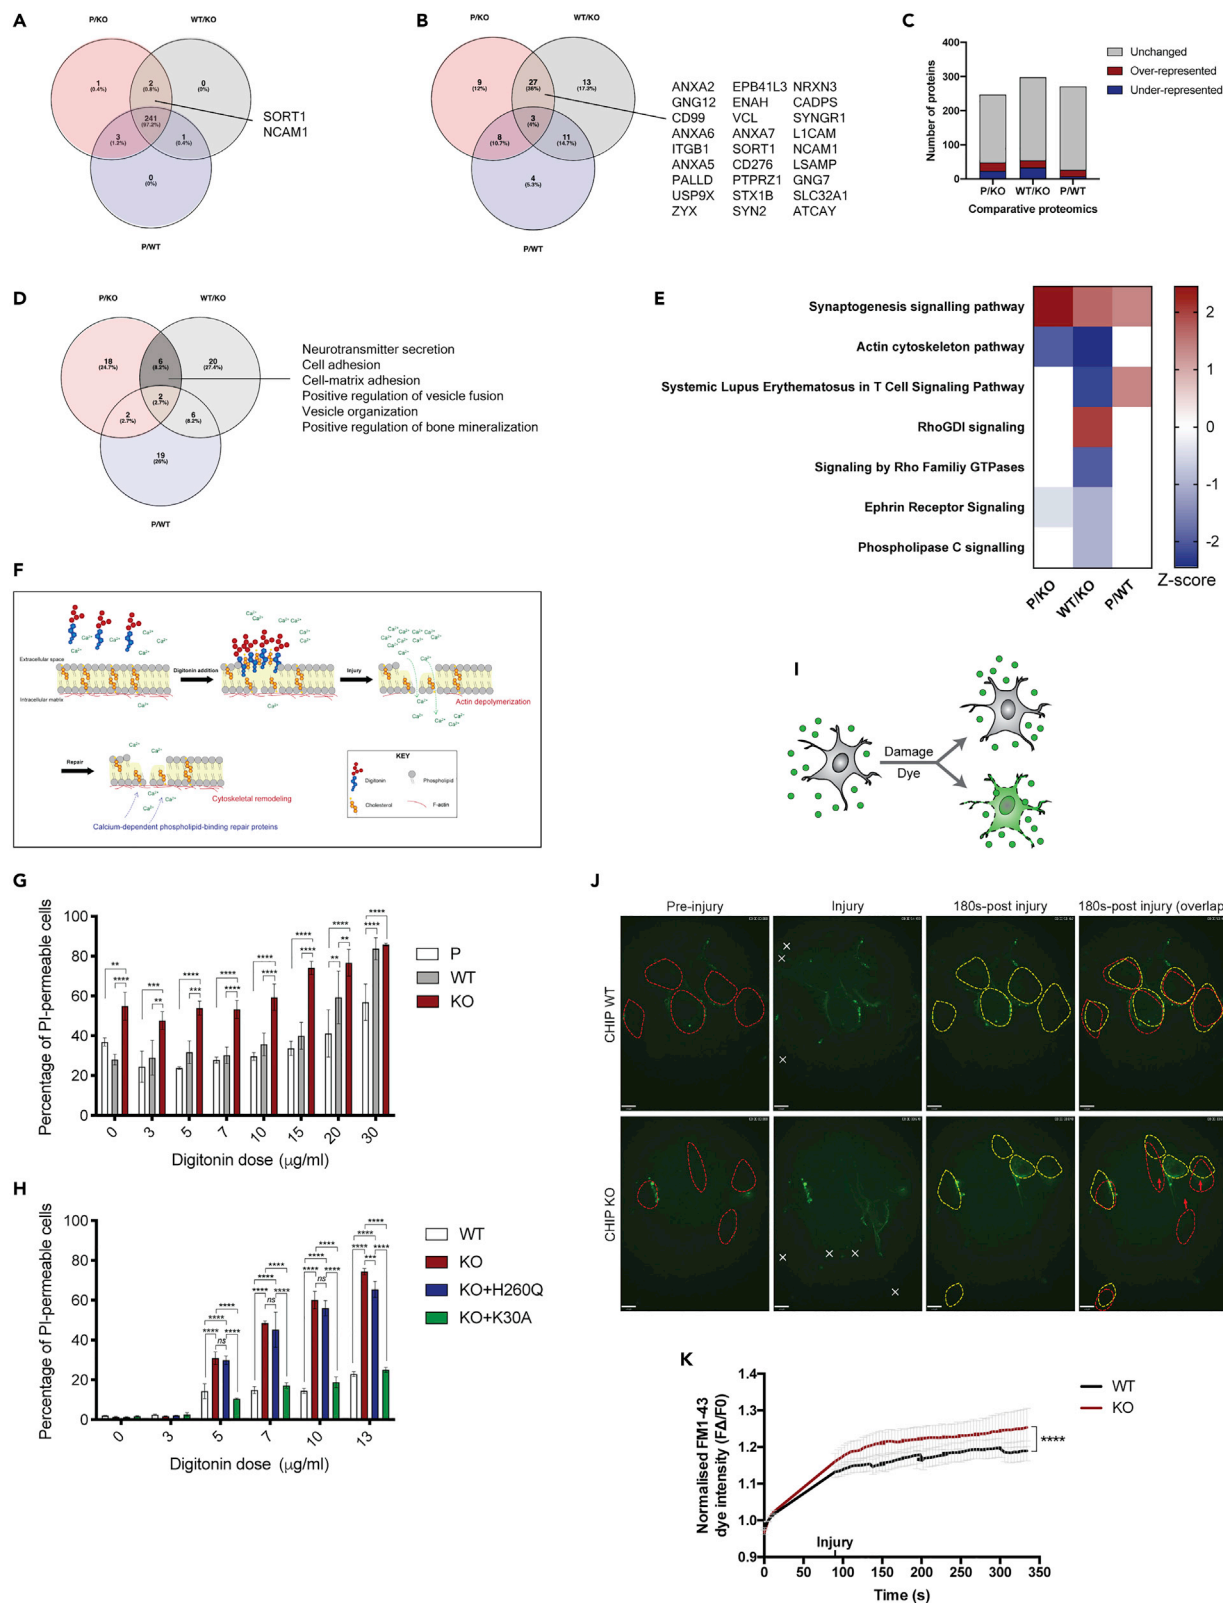 A
P/KO
WT/KO
1
(0.4%)
2
(0.8%)
0
(0%)
241
(97.2%)
3
(1.2%)
1
(0.4%)
0
(0%)
P/WT
SORT1
NCAM1
B
P/KO
WT/KO
9
(12%)
27
(36%)
13
(17.3%)
3
(4%)
8
(10.7%)
11
(14.7%)
4
(5.3%)
P/WT
ANXA2 EPB41L3 NRXN3
GNG12 ENAH CADPS
CD99 VCL SYNGR1
ANXA6 ANXA7 L1CAM
ITGB1 SORT1 NCAM1
ANXA5 CD276 LSAMP
PALLD PTPRZ1 GNG7
USP9X STX1B SLC32A1
ZYX SYN2 ATCAY
C
Number of proteins
400
300
200
100
0
P/KO WT/KO P/WT
Comparative proteomics
Unchanged
Over-represented
Under-represented
D
P/KO
WT/KO
18
(24.7%)
6
(8.2%)
20
(27.4%)
2
(2.7%)
2
(2.7%)
6
(8.2%)
19
(26%)
P/WT
Neurotransmitter secretion
Cell adhesion
Cell-matrix adhesion
Positive regulation of vesicle fusion
Vesicle organization
Positive regulation of bone mineralization
E
Synaptogenesis signalling pathway
Actin cytoskeleton pathway
Systemic Lupus Erythematosus in T Cell Signaling Pathway
RhoGDI signaling
Signaling by Rho Familiy GTPases
Ephrin Receptor Signaling
Phospholipase C signalling
P/KO WT/KO P/WT
2
1
0
-1
-2
Z-score
F
Extracellular space
Intracellular matrix
Digitonin addition
Injury
Actin depolymerization
Repair
Cytoskeletal remodeling
Calcium-dependent phospholipid-binding repair proteins
KEY
Digitonin
Phospholipid
Cholesterol
F-actin
I
Damage
Dye
G
Percentage of PI-permeable cells
100
80
60
40
20
0
0 3 5 7 10 15 20 30
Digitonin dose (µg/ml)
** **** *** ** **** *** **** **** **** **** **** **** **** ** ** **** ****
P
WT
KO
H
Percentage of PI-permeable cells
100
80
60
40
20
0
0 3 5 7 10 13
Digitonin dose (µg/ml)
**** **** ns **** **** **** **** ns **** **** **** **** ns **** **** **** **** *** ****
WT
KO
KO+H260Q
KO+K30A
J
Pre-injury
Injury
180s-post injury
180s-post injury (overlap
CHIP WT
CHIP KO
K
Normalised FM1-43
dye intensity (FΔ/F0)
1.4
1.3
1.2
1.1
1.0
0.9
Injury
0 50 100 150 200 250 300 350
Time (s)
WT
KO
****